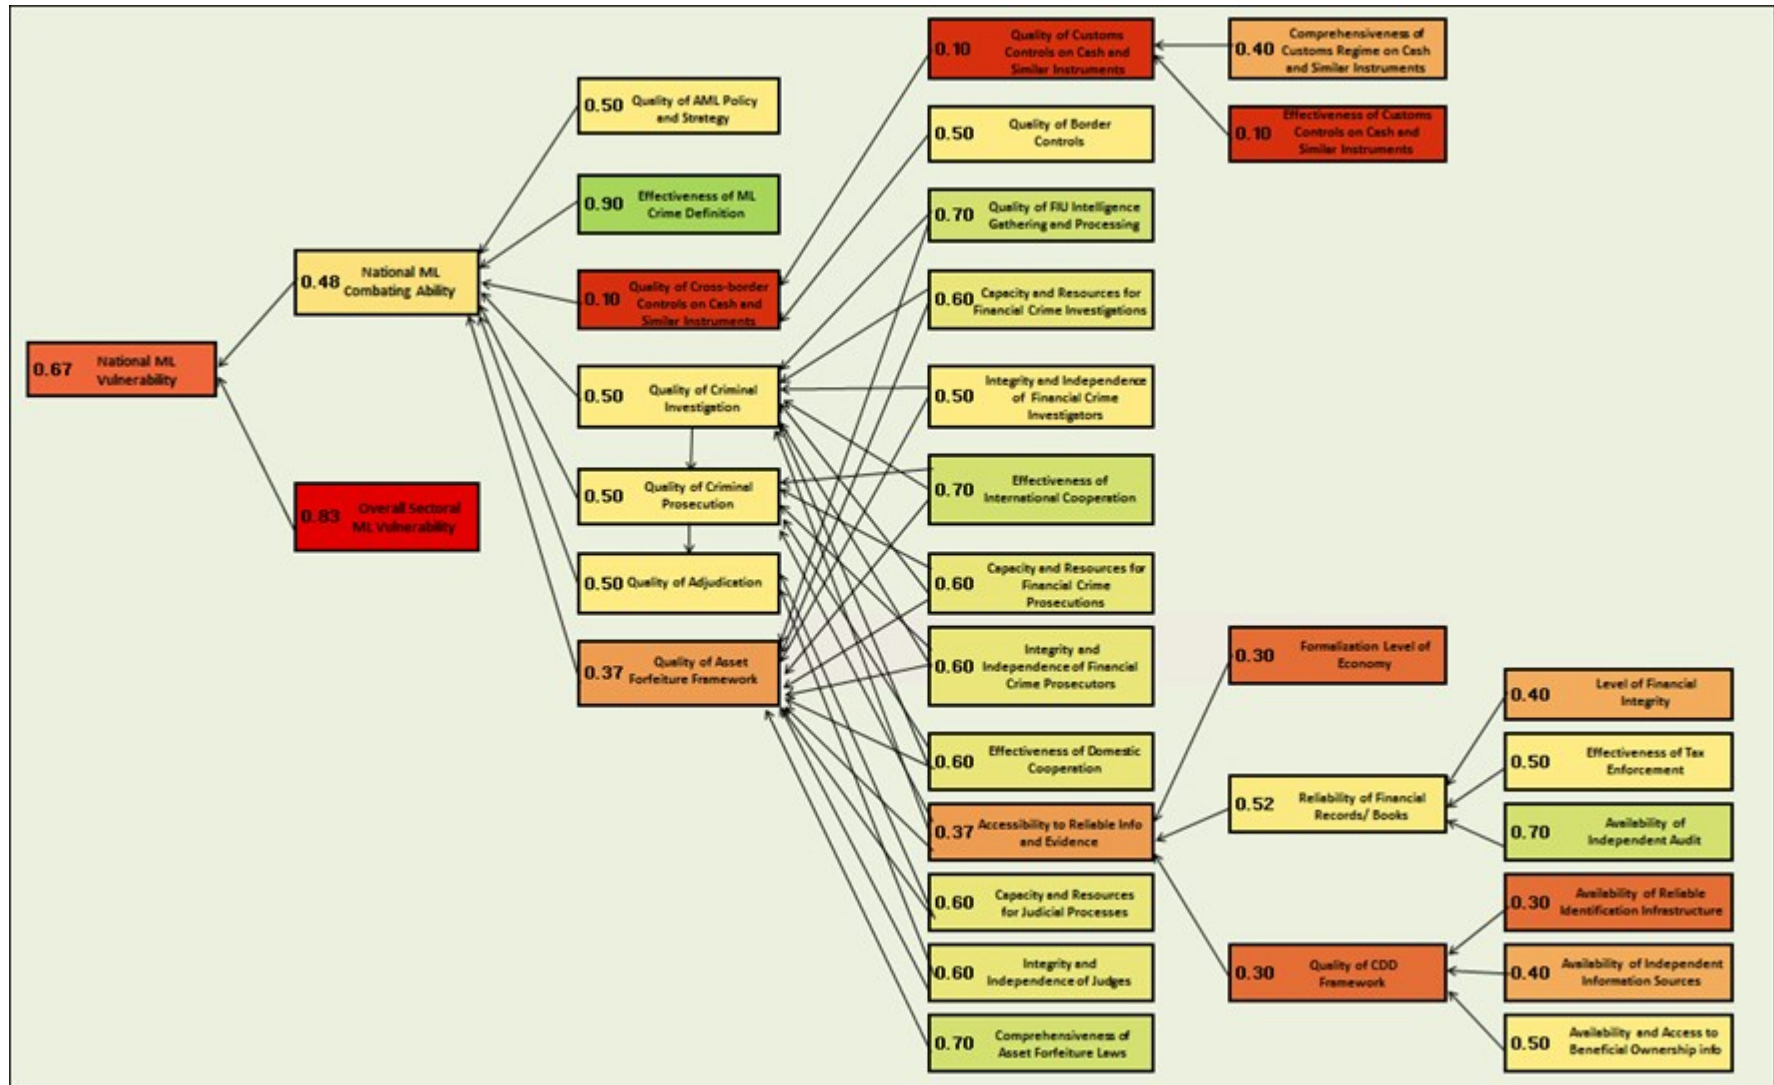 0.67
National ML
Vulnerability
0.48
National ML
Combating Ability
0.83
Overall Sectoral
ML Vulnerability
0.50
Quality of AML Policy
and Strategy
0.90
Effectiveness of ML
Crime Definition
0.10
Quality of Cross-border
Controls on Cash and
Similar Instruments
0.50
Quality of Criminal
Investigation
0.50
Quality of Criminal
Prosecution
0.50
Quality of Adjudication
0.37
Quality of Asset
Forfeiture Framework
0.10
Quality of Customs
Controls on Cash and
Similar Instruments
0.50
Quality of Border
Controls
0.70
Quality of FIU Intelligence
Gathering and Processing
0.60
Capacity and Resources for
Financial Crime Investigations
0.50
Integrity and Independence
of Financial Crime
Investigators
0.70
Effectiveness of
International Cooperation
0.60
Capacity and Resources for
Financial Crime
Prosecutions
0.60
Integrity and
Independence of Financial
Crime Prosecutors
0.60
Effectiveness of Domestic
Cooperation
0.37
Accessibility to Reliable Info
and Evidence
0.60
Capacity and Resources
for Judicial Processes
0.60
Integrity and
Independence of Judges
0.70
Comprehensiveness of
Asset Forfeiture Laws
0.40
Comprehensiveness of
Customs Regime on Cash
and Similar Instruments
0.10
Effectiveness of Customs
Controls on Cash and
Similar Instruments
0.30
Formalization Level of
Economy
0.52
Reliability of Financial
Records/ Books
0.30
Quality of CDD
Framework
0.40
Level of Financial
Integrity
0.50
Effectiveness of Tax
Enforcement
0.70
Availability of
Independent Audit
0.30
Availability of Reliable
Identification Infrastructure
0.40
Availability of Independent
Information Sources
0.50
Availability and Access to
Beneficial Ownership info